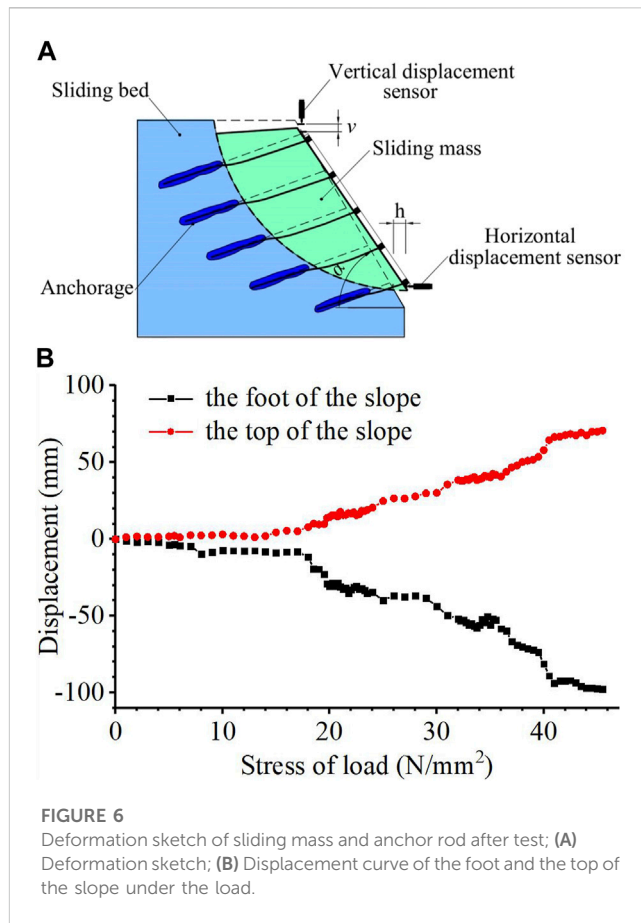 A
Vertical displacement
sensor
Sliding bed
v
Sliding mass
h
Horizontal
displacement sensor
Anchorage
α
B
100
the foot of the slope
the top of the slope
50
0
-50
-100
Displacement (mm)
0 10 20 30 40
Stress of load (N/mm²)
FIGURE 6
Deformation sketch of sliding mass and anchor rod after test; (A)
Deformation sketch; (B) Displacement curve of the foot and the top of
the slope under the load.